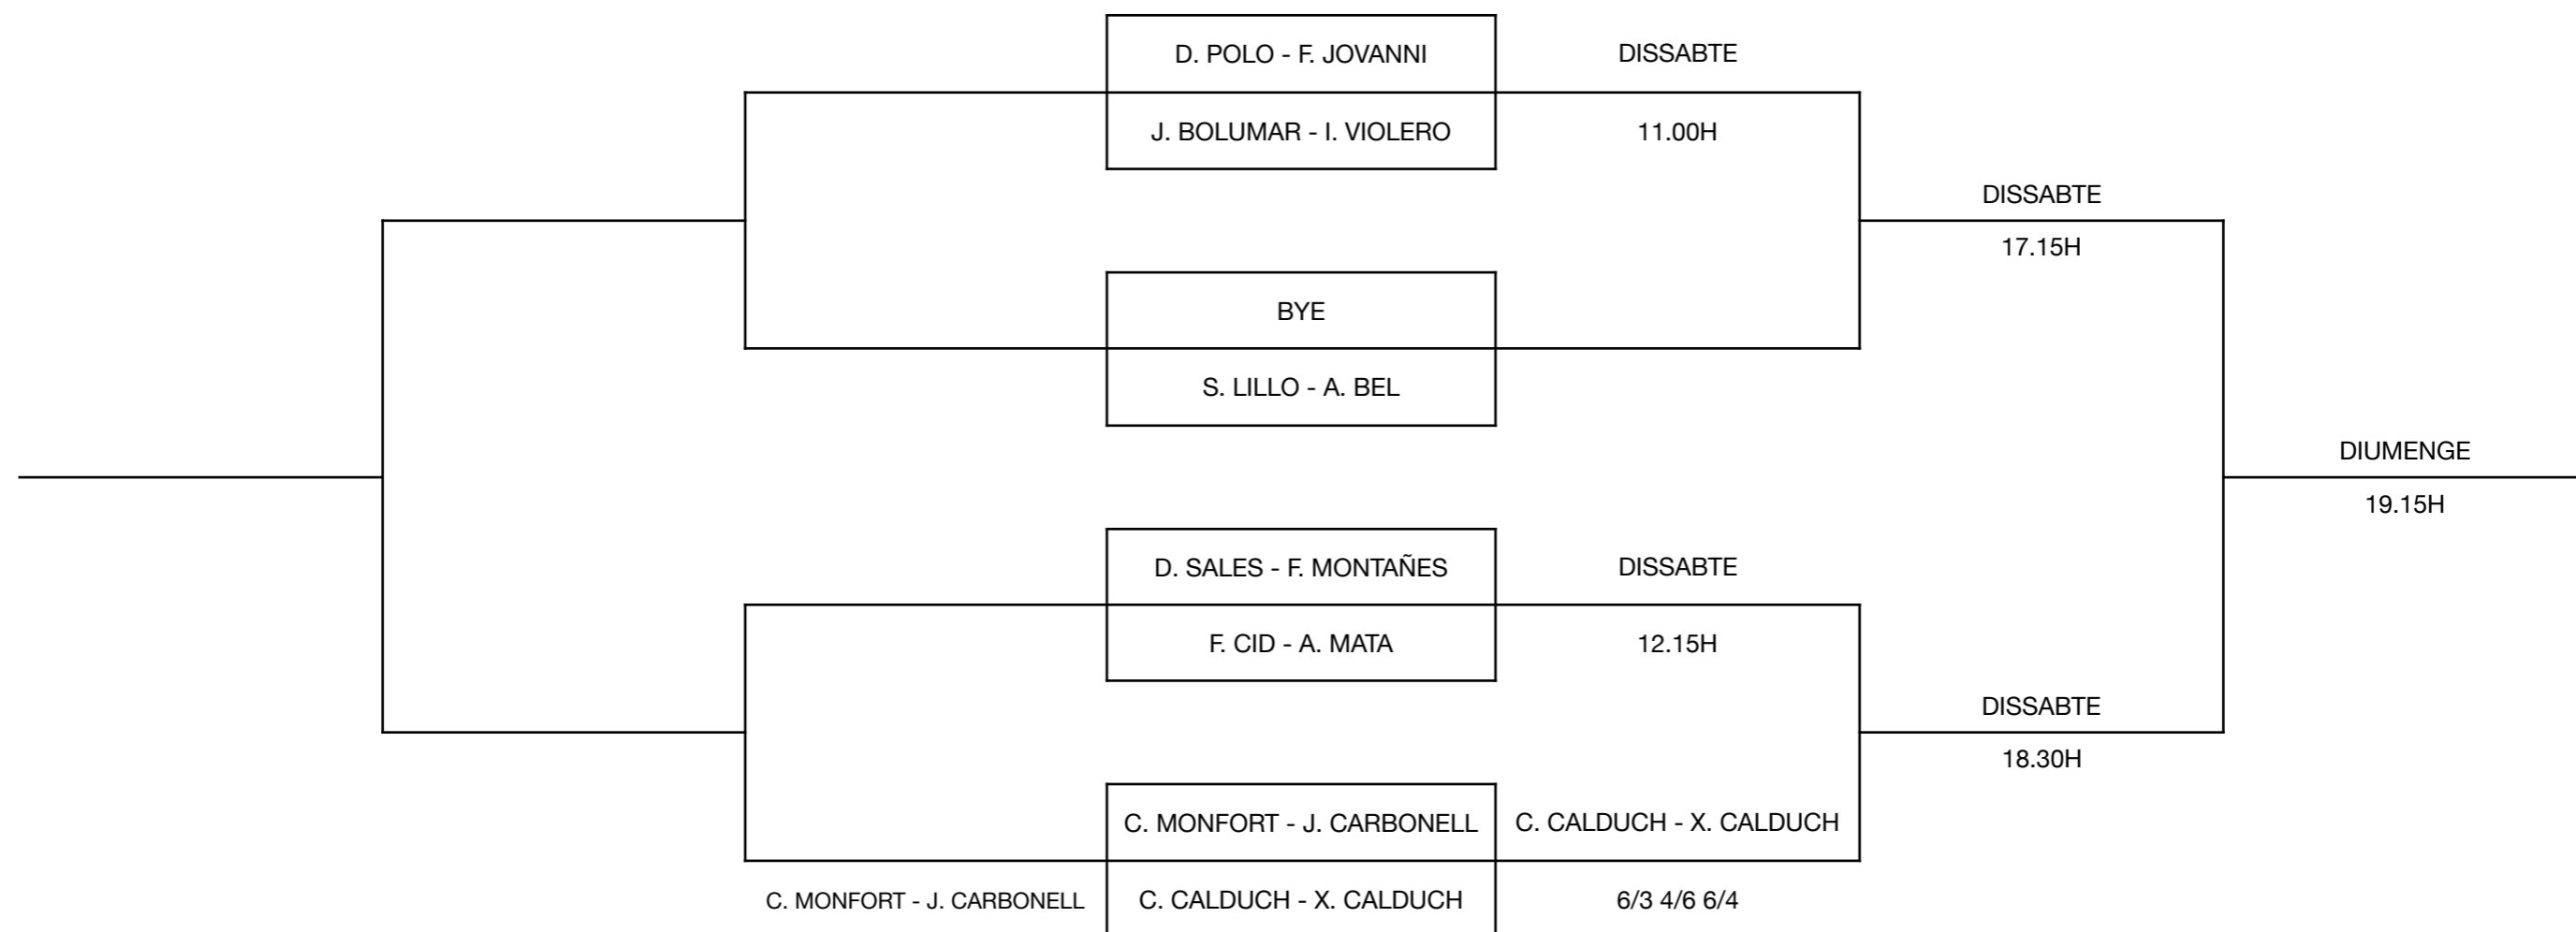 D. POLO - F. JOVANNI
DISSABTE
J. BOLUMAR - I. VIOLERO
11.00H
DISSABTE
17.15H
BYE
S. LILLO - A. BEL
DIUMENGE
19.15H
D. SALES - F. MONTAÑES
DISSABTE
F. CID - A. MATA
12.15H
DISSABTE
18.30H
C. MONFORT - J. CARBONELL
C. CALDUCH - X. CALDUCH
C. MONFORT - J. CARBONELL
C. CALDUCH - X. CALDUCH
6/3 4/6 6/4